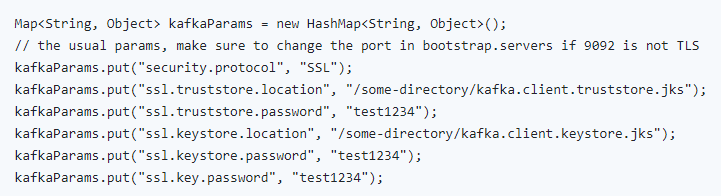 Map<String, Object> kafkaParams = new HashMap<String, Object>();
// the usual params, make sure to change the port in bootstrap.servers if 9092 is not TLS
kafkaParams.put("security.protocol", "SSL");
kafkaParams.put("ssl.truststore.location", "/some-directory/kafka.client.truststore.jks");
kafkaParams.put("ssl.truststore.password", "test1234");
kafkaParams.put("ssl.keystore.location", "/some-directory/kafka.client.keystore.jks");
kafkaParams.put("ssl.keystore.password", "test1234");
kafkaParams.put("ssl.key.password", "test1234");